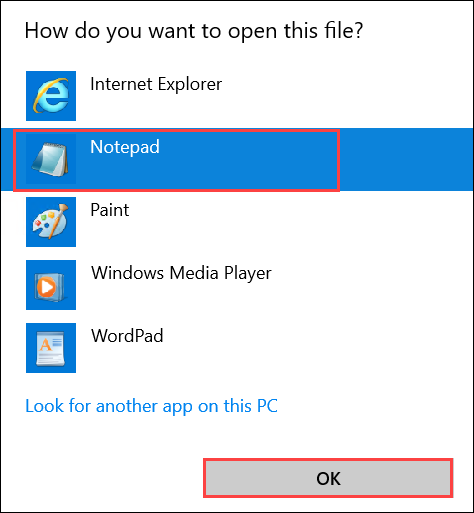 How do you want to open this file?
Internet Explorer
Notepad
Paint
Windows Media Player
WordPad
Look for another app on this PC
OK